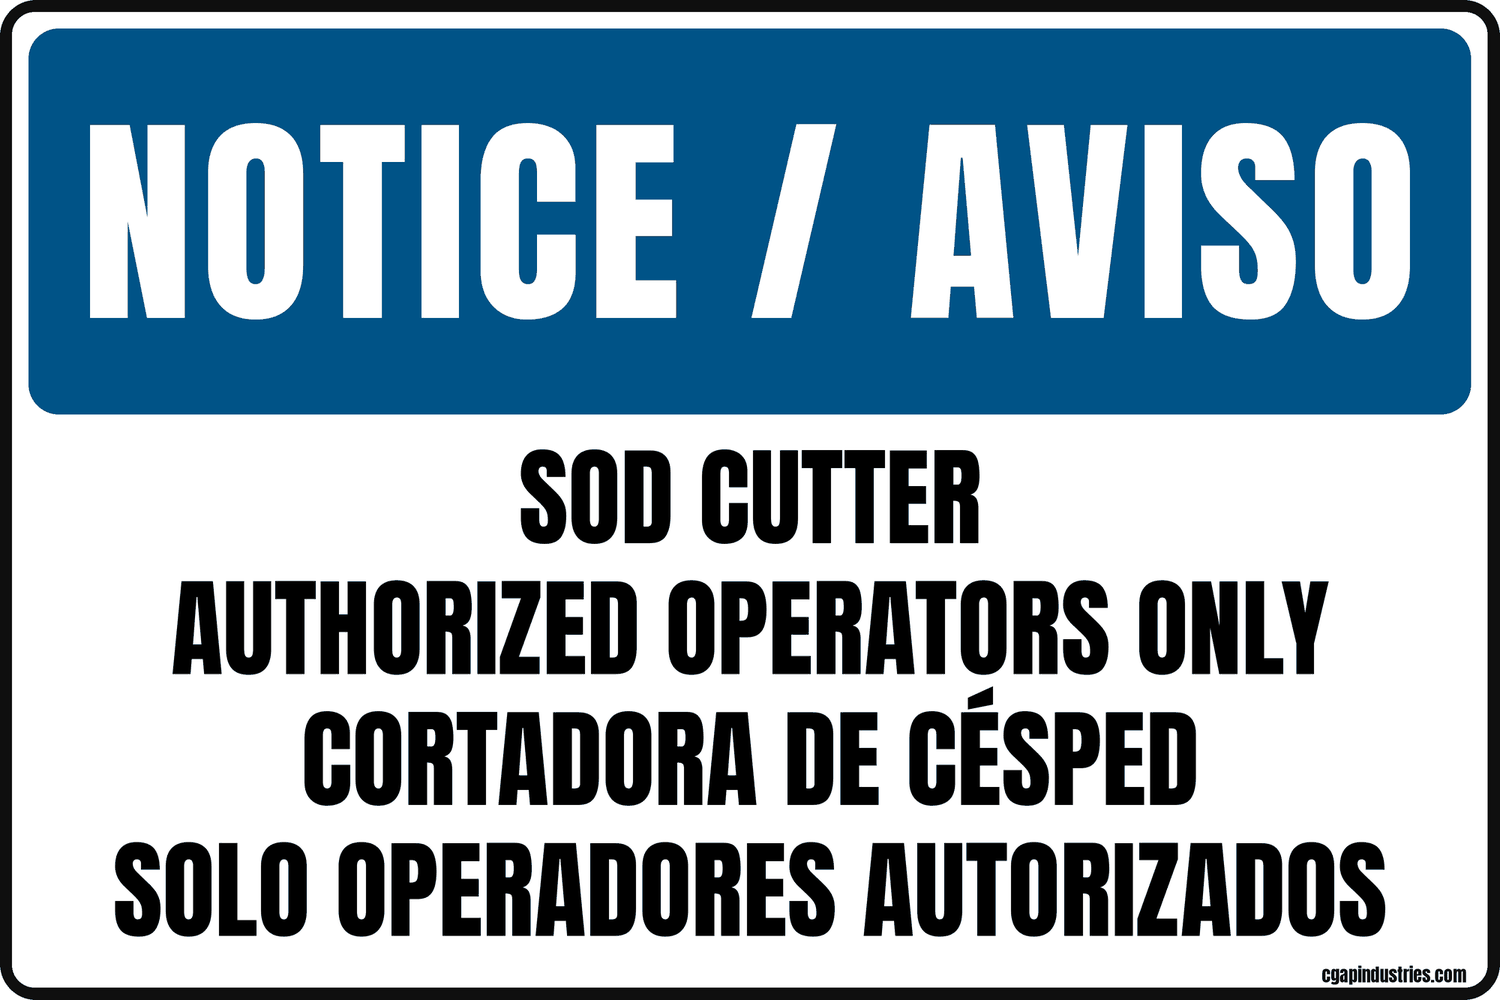 NOTICE / AVISO
SOD CUTTER
AUTHORIZED OPERATORS ONLY
CORTADORA DE CÉSPED
SOLO OPERADORES AUTORIZADOS
cgapindustries.com